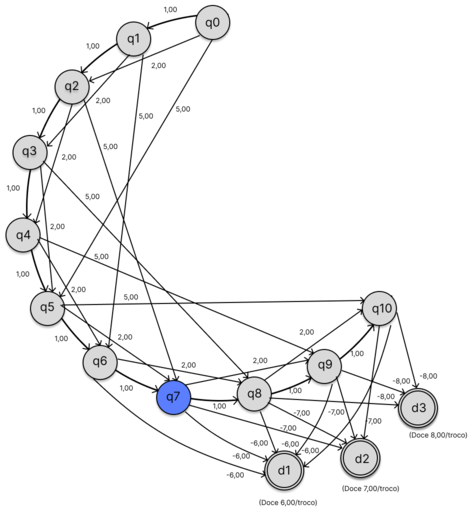 q0
1,00
q1
1,00
2,00
q2
1,00
2,00
5,00
5,00
q3
2,00
1,00
5,00
q4
2,00
5,00
1,00
2,00
5,00
q5
q10
1,00
2,00
2,00
2,00
1,00
q6
2,00
q9
1,00
-8,00
1,00
q7
1,00
q8
1,00
-8,00
-8,00
d3
-7,00
-7,00
-7,00
(Doce 8,00/troco)
-6,00
-6,00
-6,00
-7,00
-6,00
-6,00
d1
d2
(Doce 7,00/troco)
(Doce 6,00/troco)